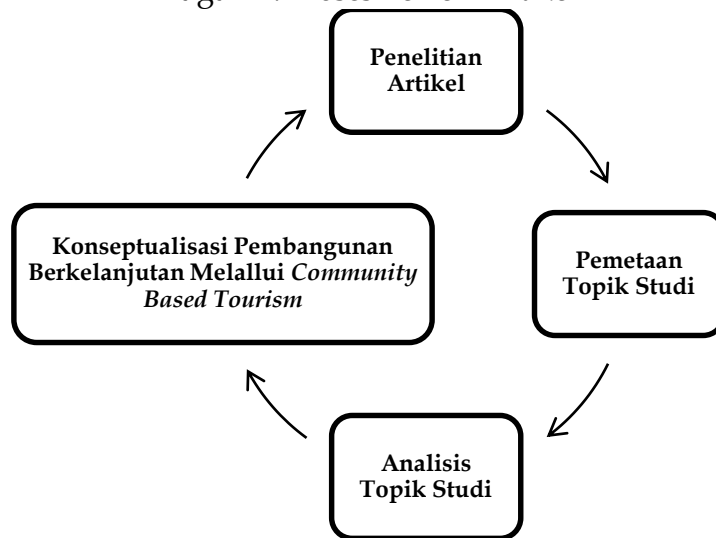 Penelitian
Artikel
Pemetaan
Topik Studi
Analisis
Topik Studi
Konseptualisasi Pembangunan
Berkelanjutan Melallui Community
Based Tourism